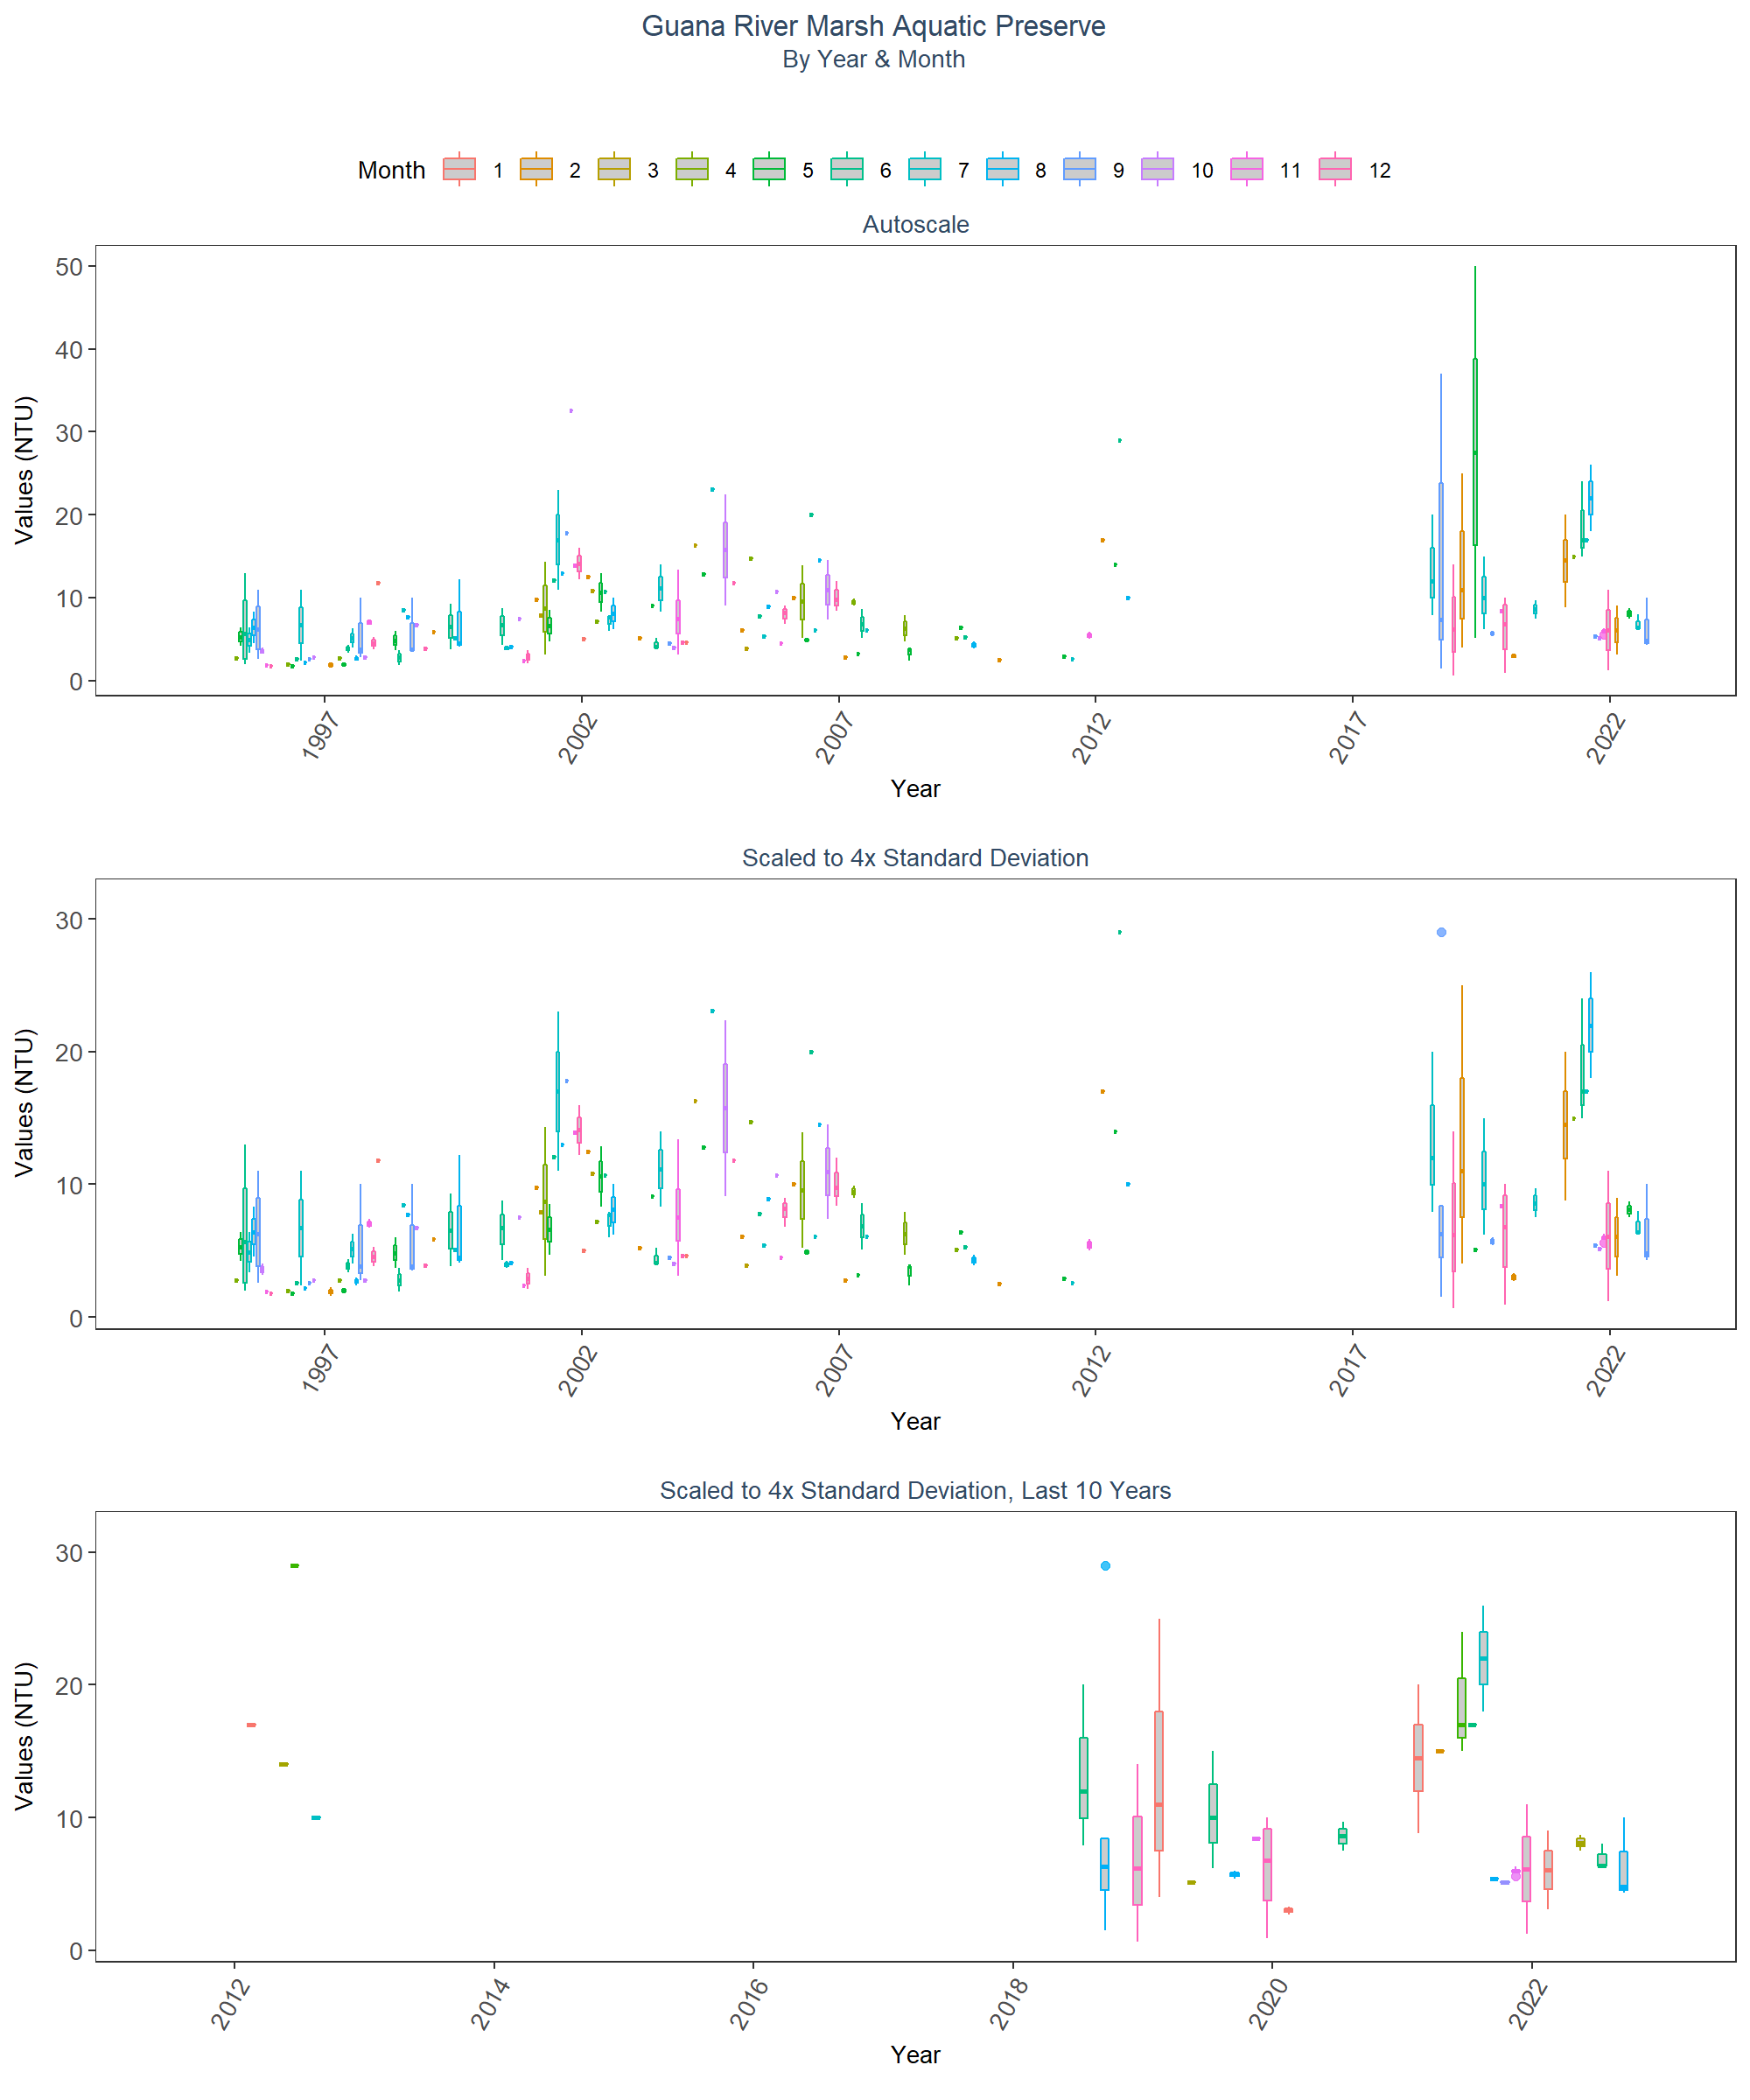 Guana River Marsh Aquatic Preserve
By Year & Month
Month 1 2 3 4 5 6 7 8 9 10 11 12
Autoscale
Values (NTU)
50
40
30
20
10
0
1997 2002 2007 2012 2017 2022
Year
Scaled to 4x Standard Deviation
Values (NTU)
30
20
10
0
1997 2002 2007 2012 2017 2022
Year
Scaled to 4x Standard Deviation, Last 10 Years
Values (NTU)
30
20
10
0
2012 2014 2016 2018 2020 2022
Year